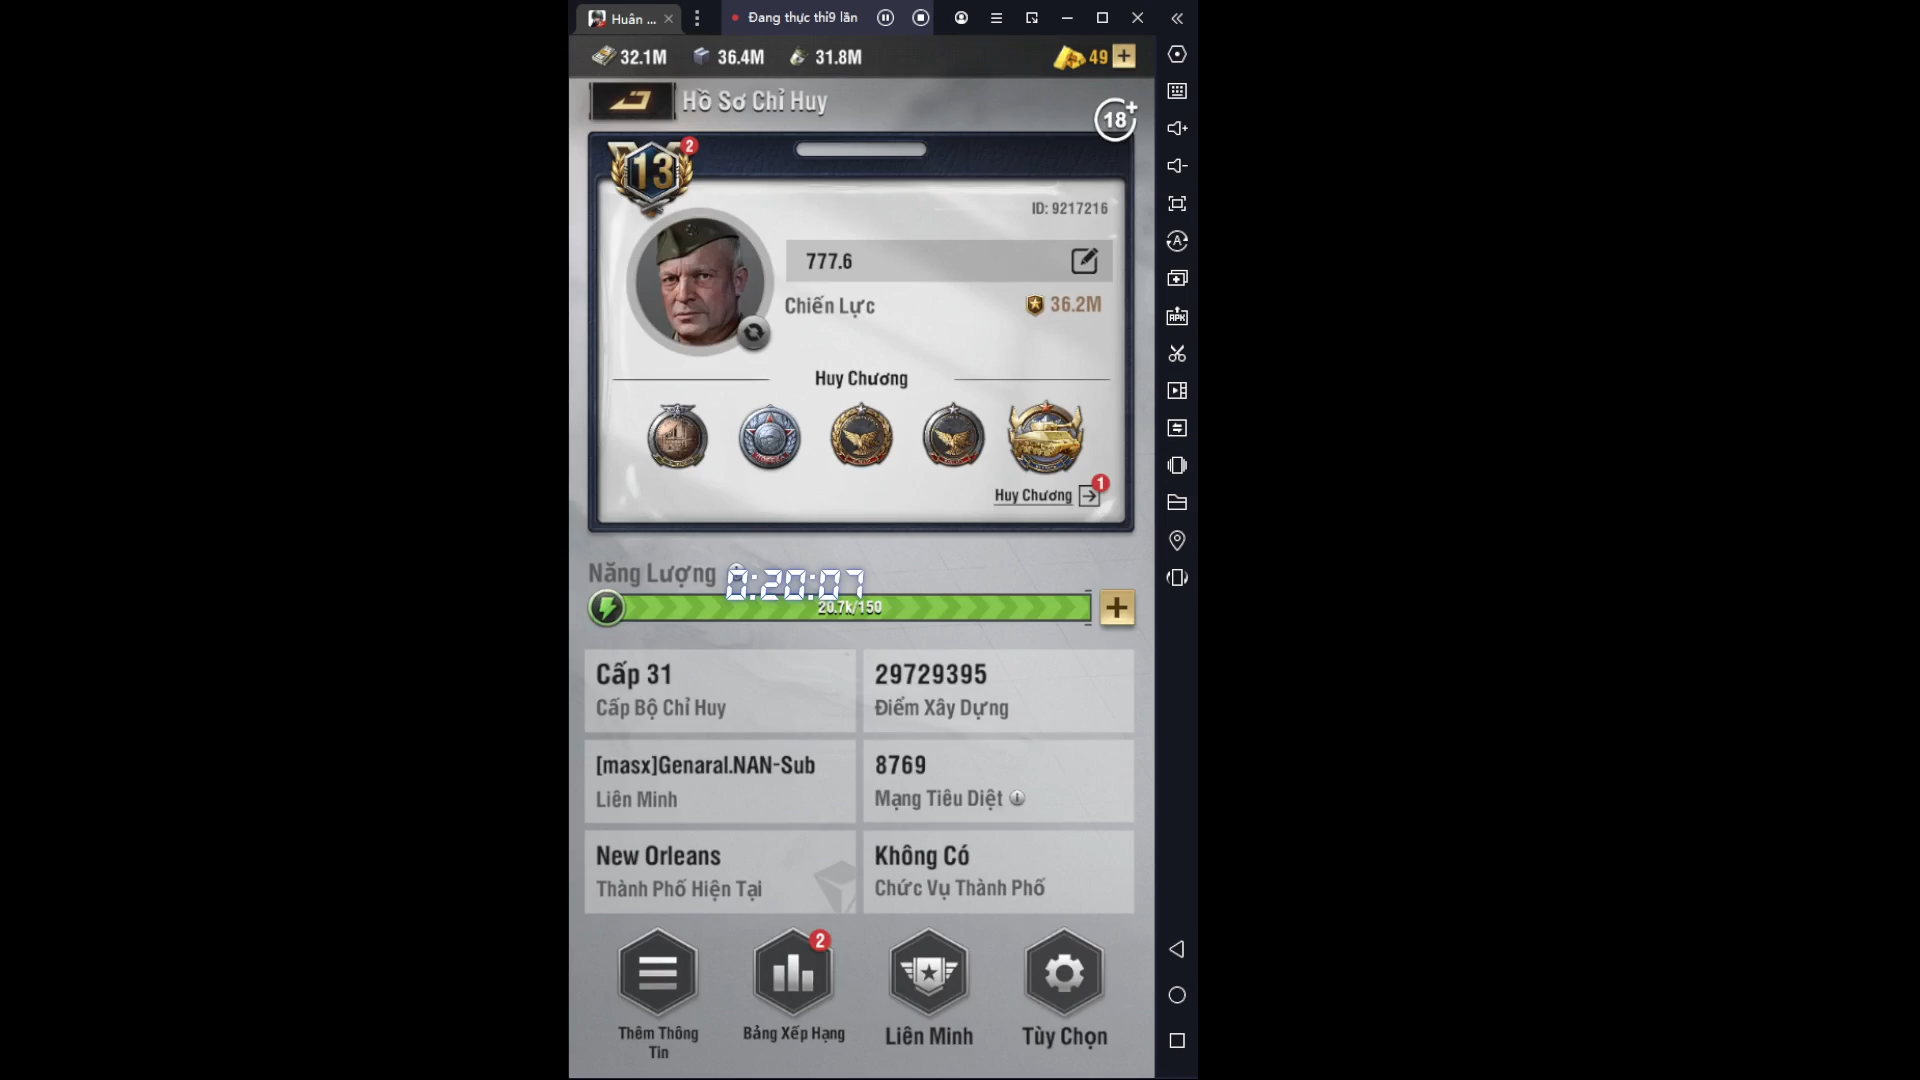 Huân ...
Đang thực thi9 lần
32.1M
36.4M
31.8M
49
Hồ Sơ Chỉ Huy
18+
13
2
ID: 9217216
777.6
Chiến Lực
36.2M
Huy Chương
Huy Chương
1
Năng Lượng
0:20:07
20.7k/150
Cấp 31
Cấp Bộ Chỉ Huy
29729395
Điểm Xây Dựng
[masx]Genaral.NAN-Sub
Liên Minh
8769
Mạng Tiêu Diệt
New Orleans
Thành Phố Hiện Tại
Không Có
Chức Vụ Thành Phố
2
Thêm Thông
Tin
Bảng Xếp Hạng
Liên Minh
Tùy Chọn
A
APK